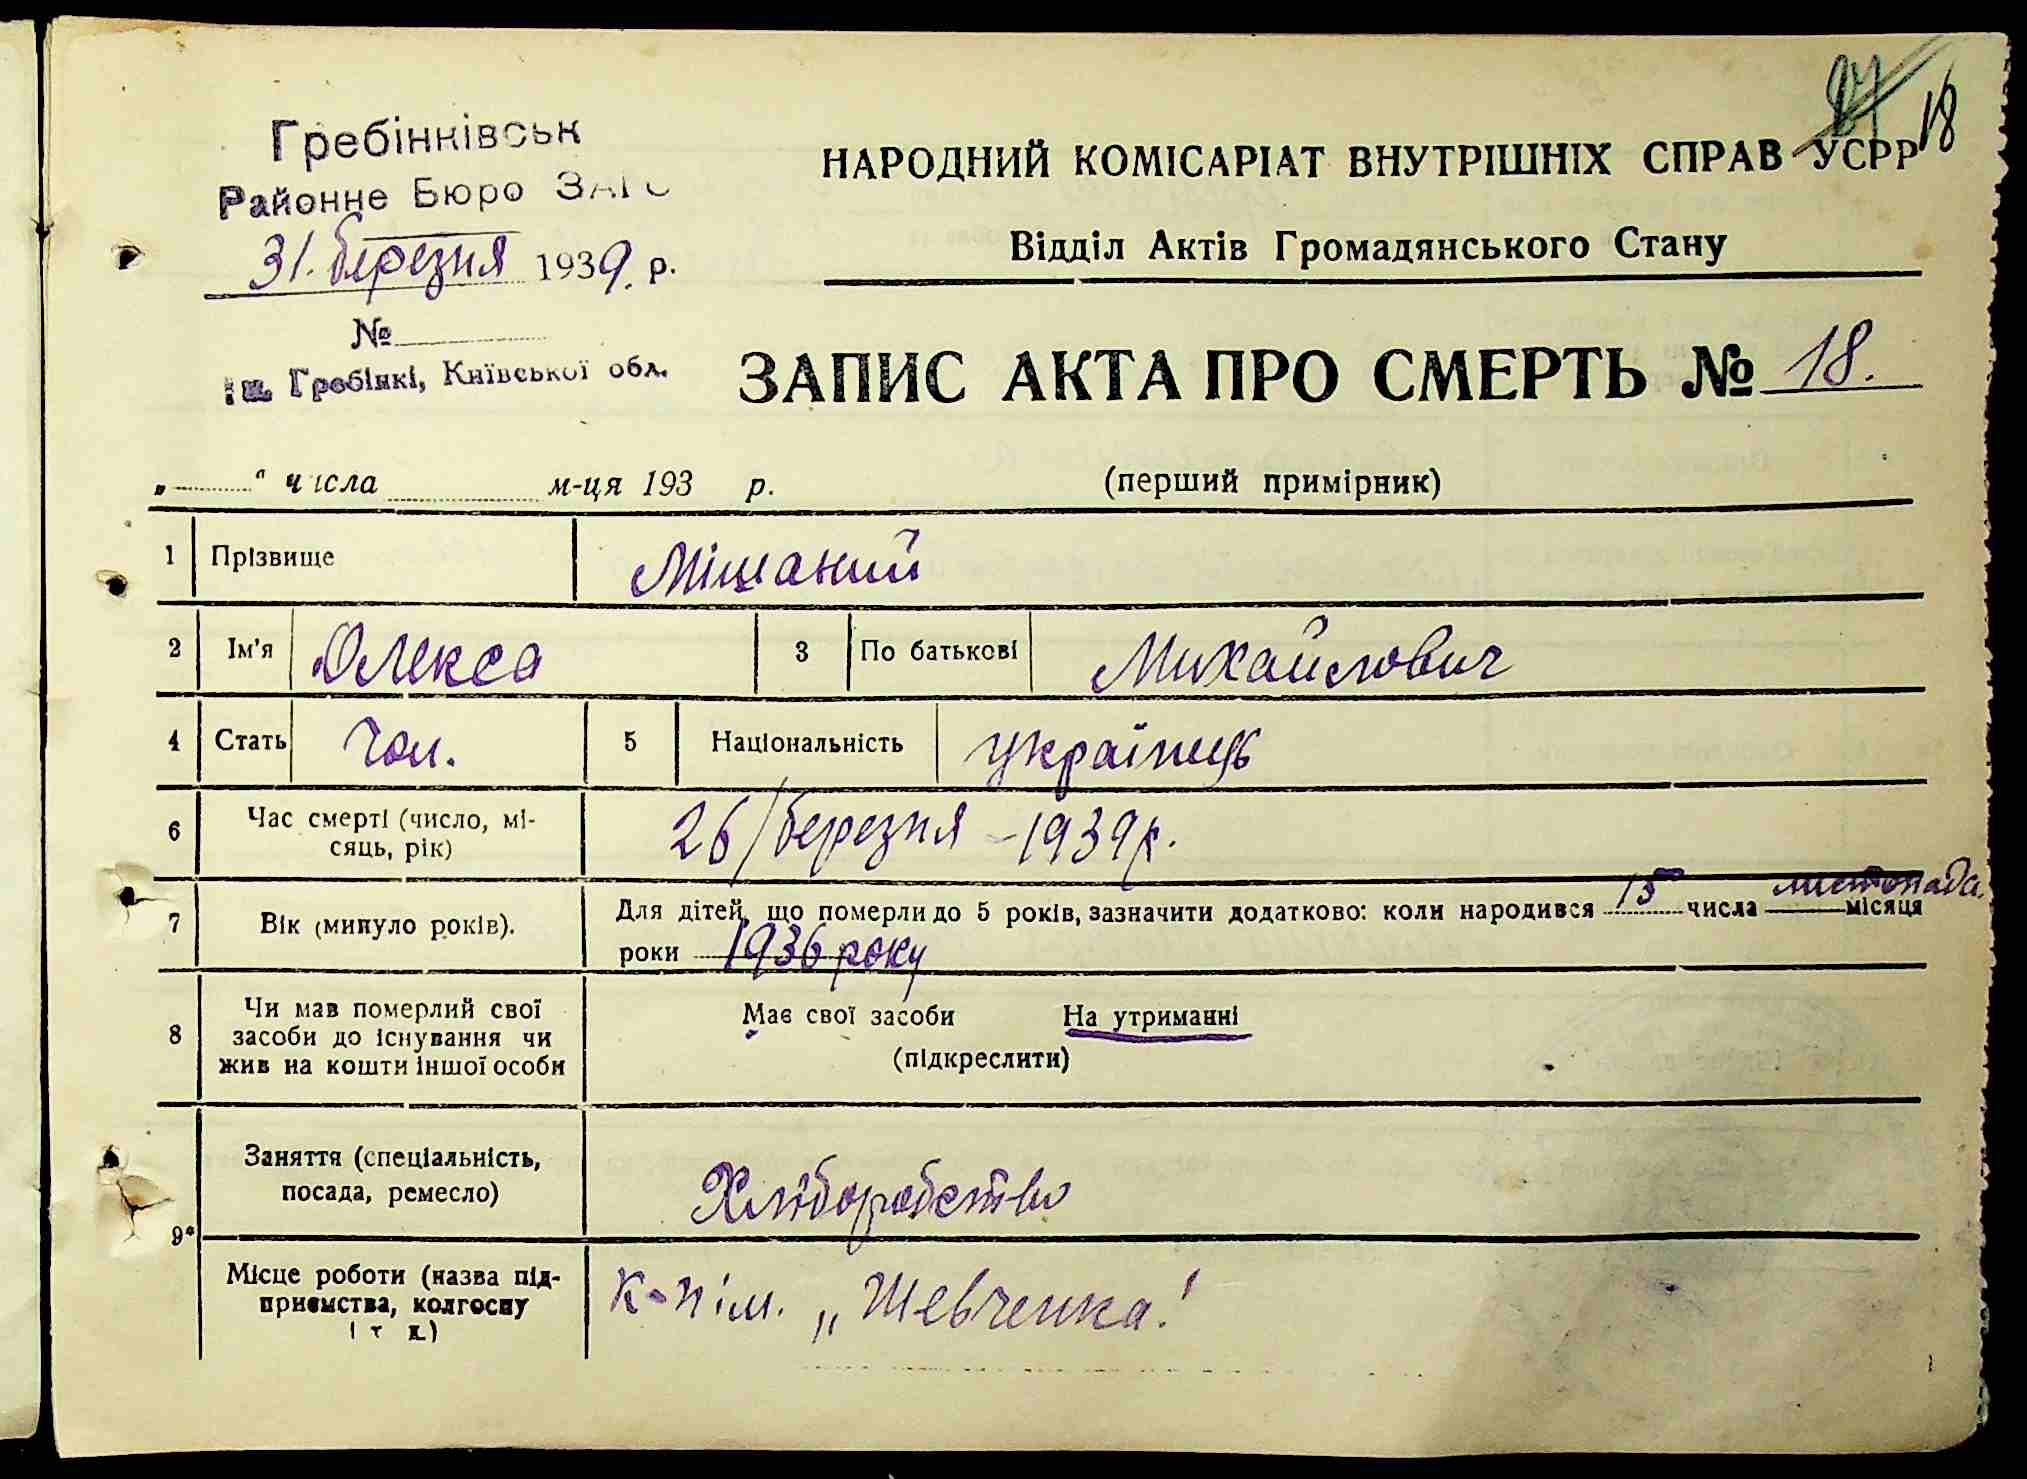 27 18
Гребінківськ
Районне Бюро ЗАГС
31. березня 1939. р.
№
Гребінкі, Київської обл.
НАРОДНИЙ КОМІСАРІАТ ВНУТРІШНІХ СПРАВ УСРР
Відділ Актів Громадянського Стану
ЗАПИС АКТА ПРО СМЕРТЬ № 18.
„ “ числа м-ця 193 р. (перший примірник)
1 Прізвище Мішаний
2 Ім'я Олекса 3 По батькові Михайлович
4 Стать чол. 5 Національність українець
6 Час смерті (число, мі-
сяць, рік) 26/березня - 1939 р.
7 Вік (минуло років). Для дітей, що померли до 5 років, зазначити додатково: коли народився 15 числа листопада місяця
роки 1936 року
8 Чи мав померлий свої
засоби до існування чи
жив на кошти іншої особи
Має свої засоби На утриманні
(підкреслити)
9*
Заняття (спеціальність,
посада, ремесло) Хліборобство
Місце роботи (назва під-
приємства, колгоспу
і т д.) К-п ім. „Шевченка"